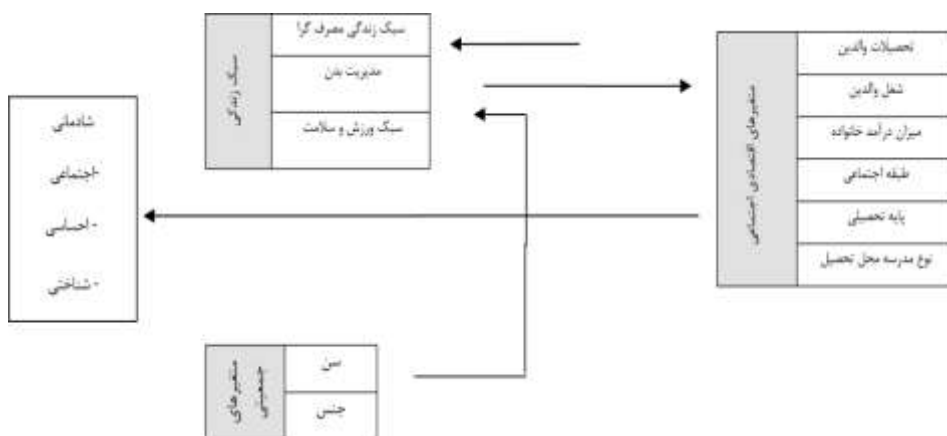 متغیرهای اقتصادی اجتماعی
تحصیلات والدین
شغل والدین
میزان درآمد خانواده
طبقه اجتماعی
پایه تحصیلی
نوع مدرسه محل تحصیل
سبک زندگی
سبک زندگی مصرف گرا
مدیریت بدن
سبک ورزش و سلامت
شادمانی
-اجتماعی
- احساسی
- شناختی
متغیرهای
جمعیتی
سن
جنس